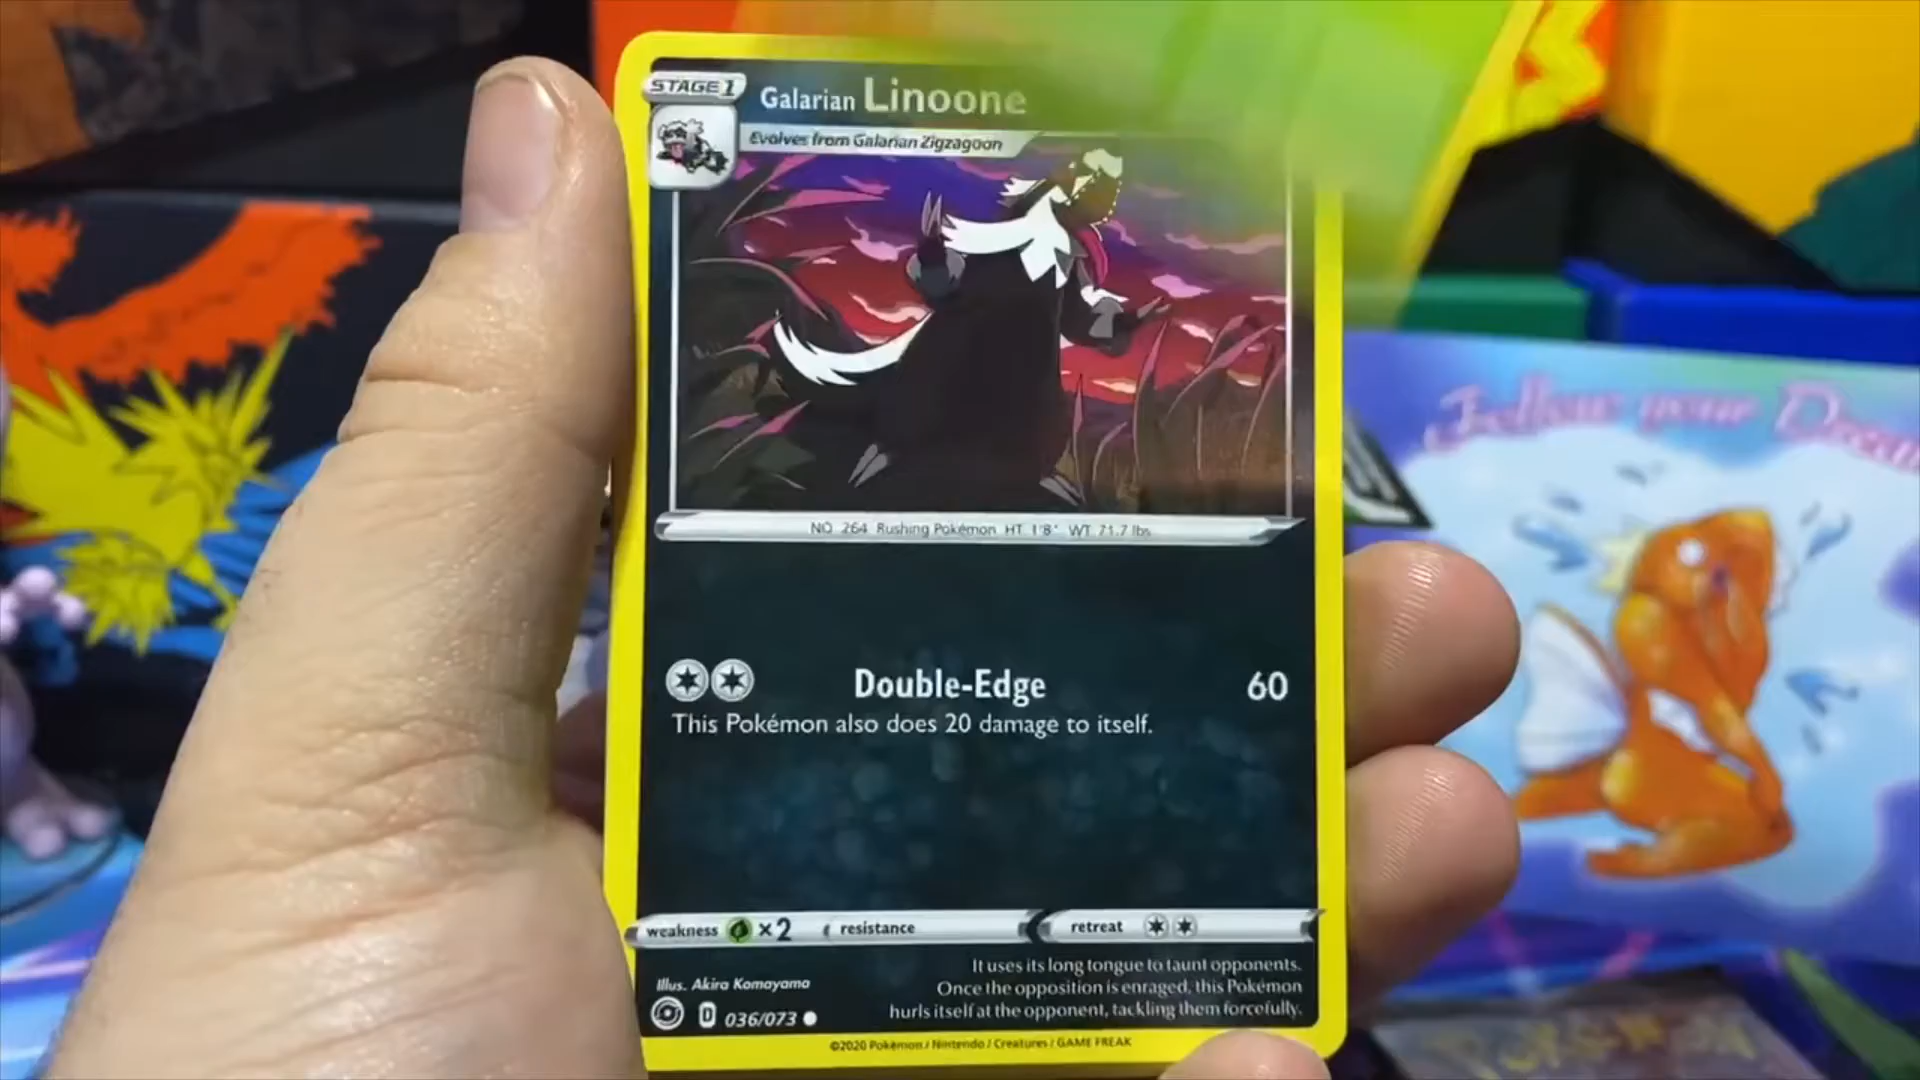 STAGE 1
Galarian Linoone
Evolves from Galarian Zigzagoon
NO. 264 Rushing Pokémon HT 1'8" WT 71.7 lbs
Follow your Dream
Double-Edge 60
This Pokémon also does 20 damage to itself.
weakness ×2 resistance retreat
It uses its long tongue to taunt opponents.
Once the opposition is enraged, this Pokémon
hurls itself at the opponent, tackling them forcefully.
Illus. Akira Komayama
D 036/073
©2020 Pokémon / Nintendo / Creatures / GAME FREAK